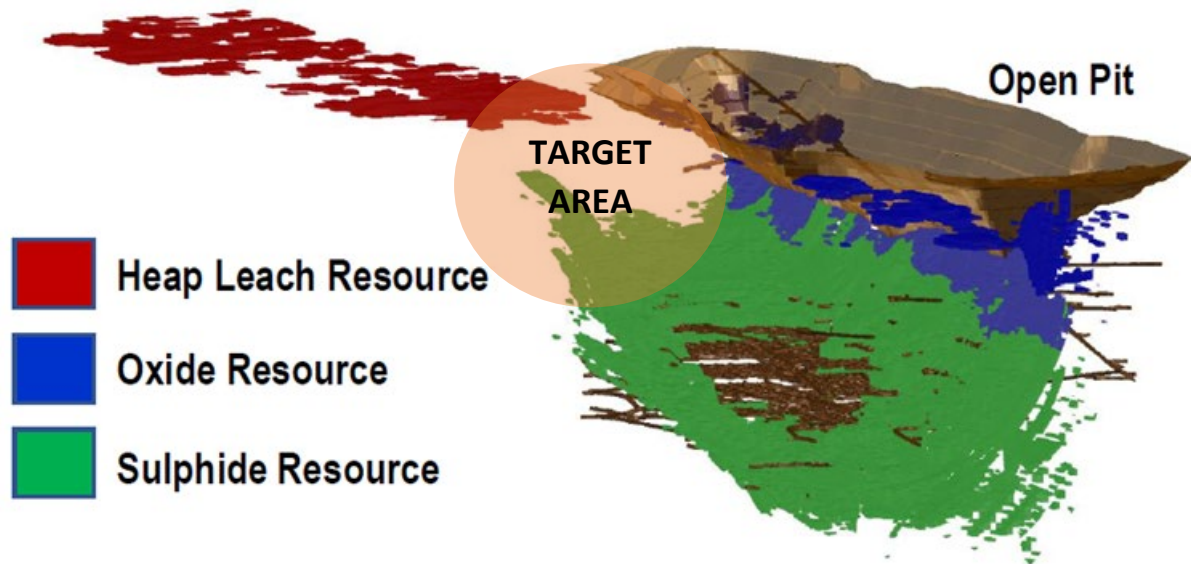 Open Pit
TARGET
AREA
Heap Leach Resource
Oxide Resource
Sulphide Resource